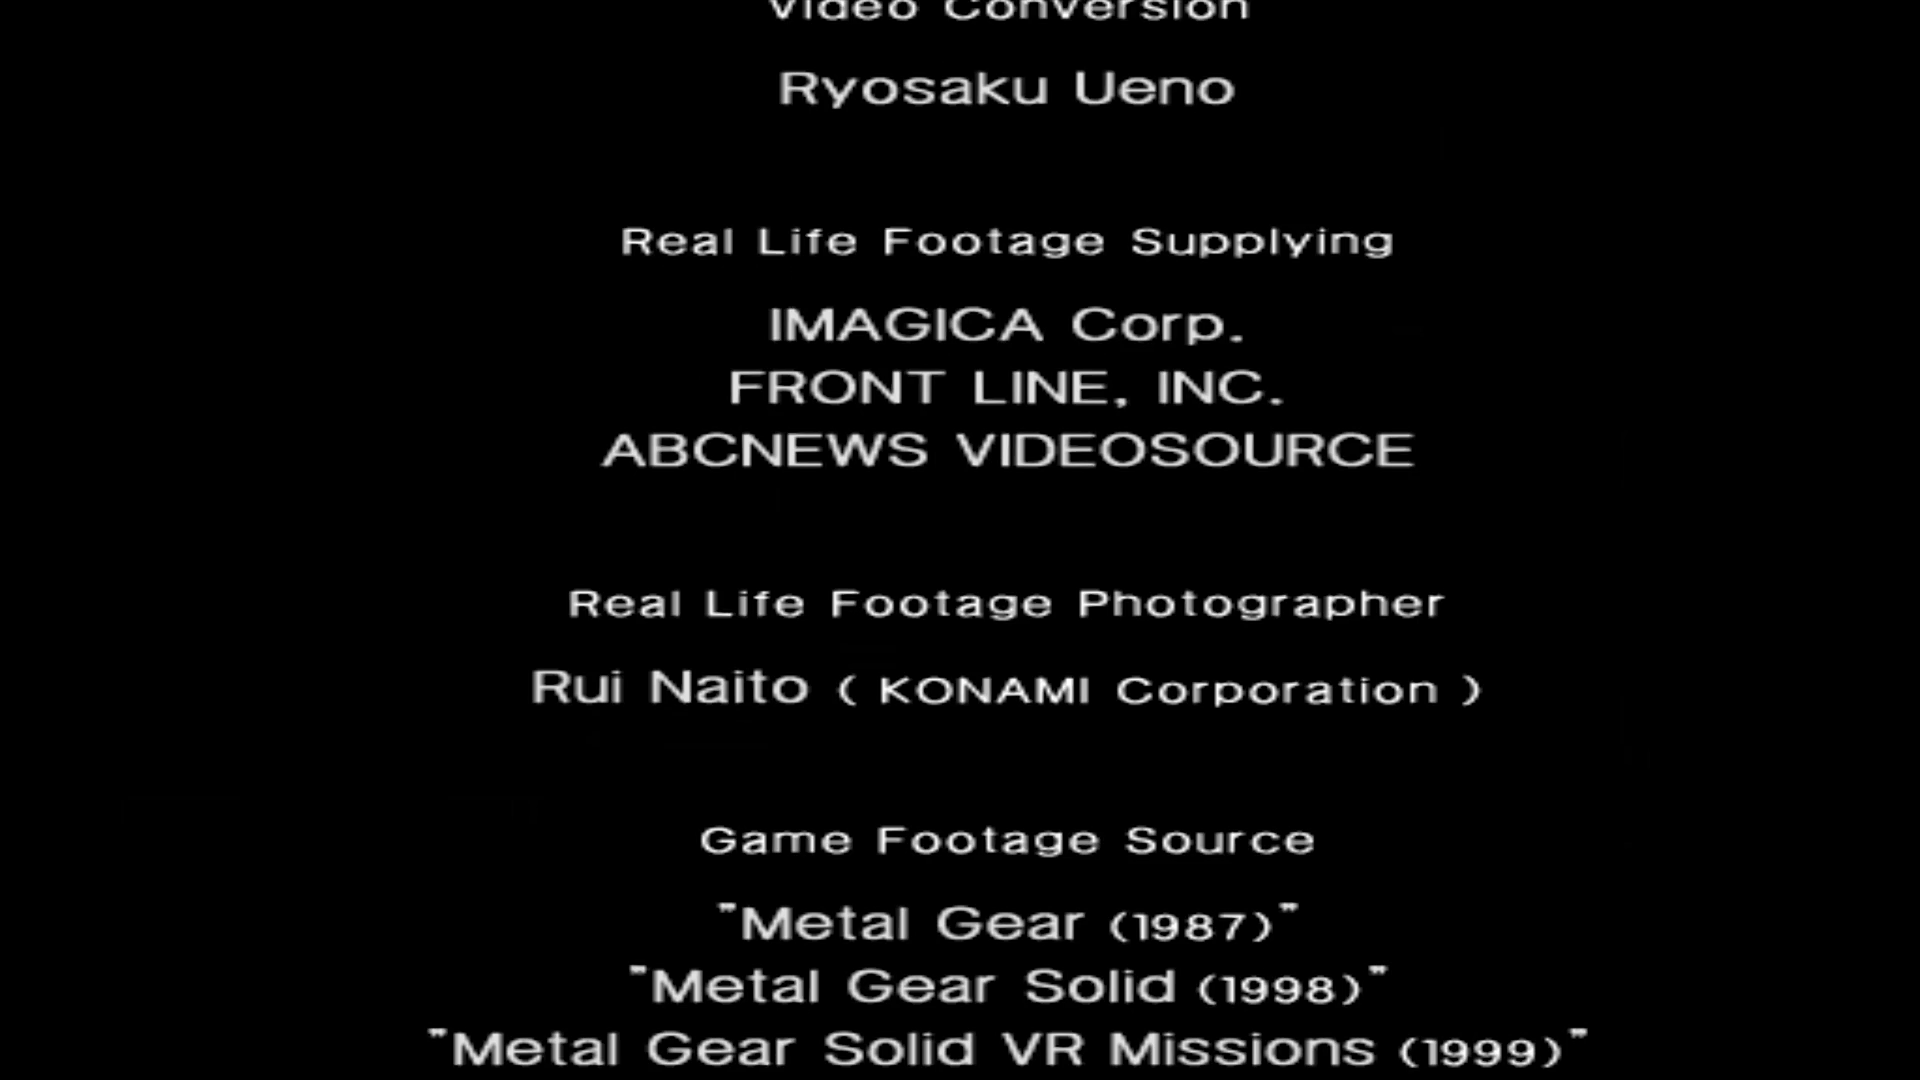 Video Conversion
Ryosaku Ueno
Real Life Footage Supplying
IMAGICA Corp.
FRONT LINE, INC.
ABCNEWS VIDEOSOURCE
Real Life Footage Photographer
Rui Naito ( KONAMI Corporation )
Game Footage Source
"Metal Gear (1987)"
"Metal Gear Solid (1998)"
"Metal Gear Solid VR Missions (1999)"